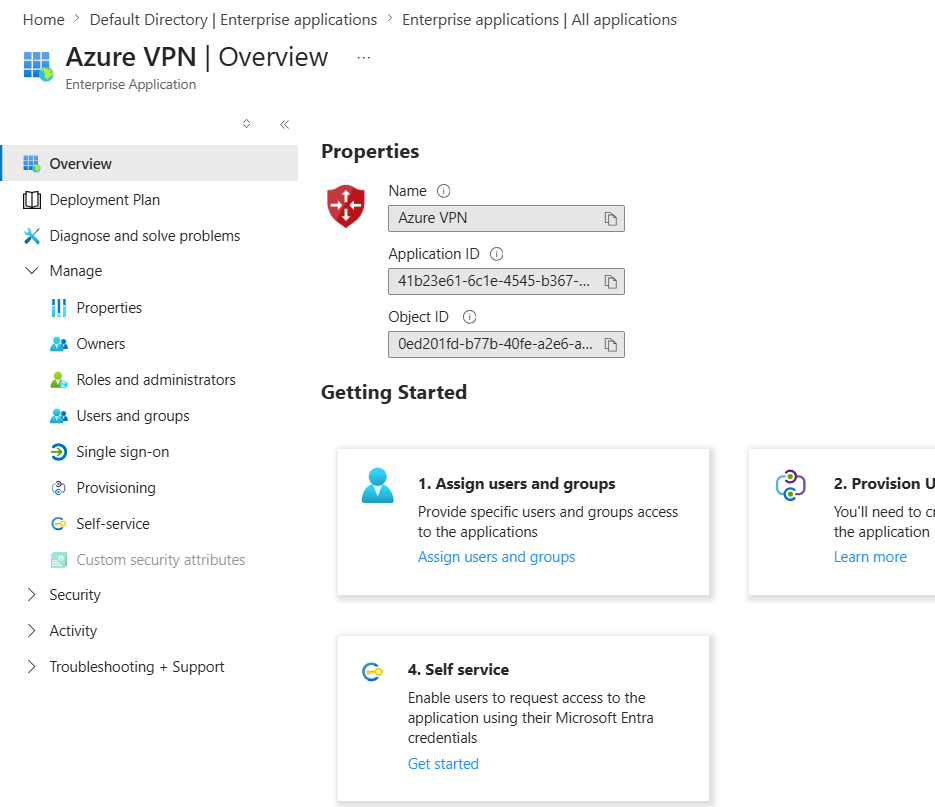 Home > Default Directory | Enterprise applications > Enterprise applications | All applications
Azure VPN | Overview ...
Enterprise Application
Overview
Deployment Plan
Diagnose and solve problems
Manage
Properties
Owners
Roles and administrators
Users and groups
Single sign-on
Provisioning
Self-service
Custom security attributes
Security
Activity
Troubleshooting + Support
Properties
Name
Azure VPN
Application ID
41b23e61-6c1e-4545-b367-...
Object ID
0ed201fd-b77b-40fe-a2e6-a...
Getting Started
1. Assign users and groups
Provide specific users and groups access
to the applications
Assign users and groups
2. Provision U
You'll need to cr
the application
Learn more
4. Self service
Enable users to request access to the
application using their Microsoft Entra
credentials
Get started